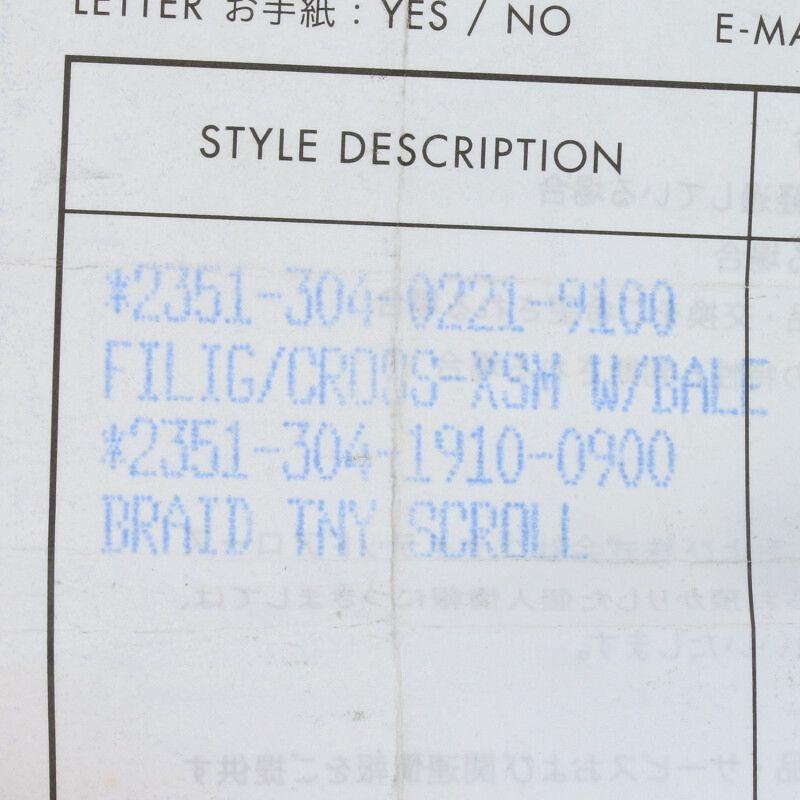 LETTER お手紙 : YES / NO
E-MA
STYLE DESCRIPTION
*2351-304-0221-9100
FILIG/CROSS-XSM W/BALE
*2351-304-1910-0900
BRAID TNY SCROLL